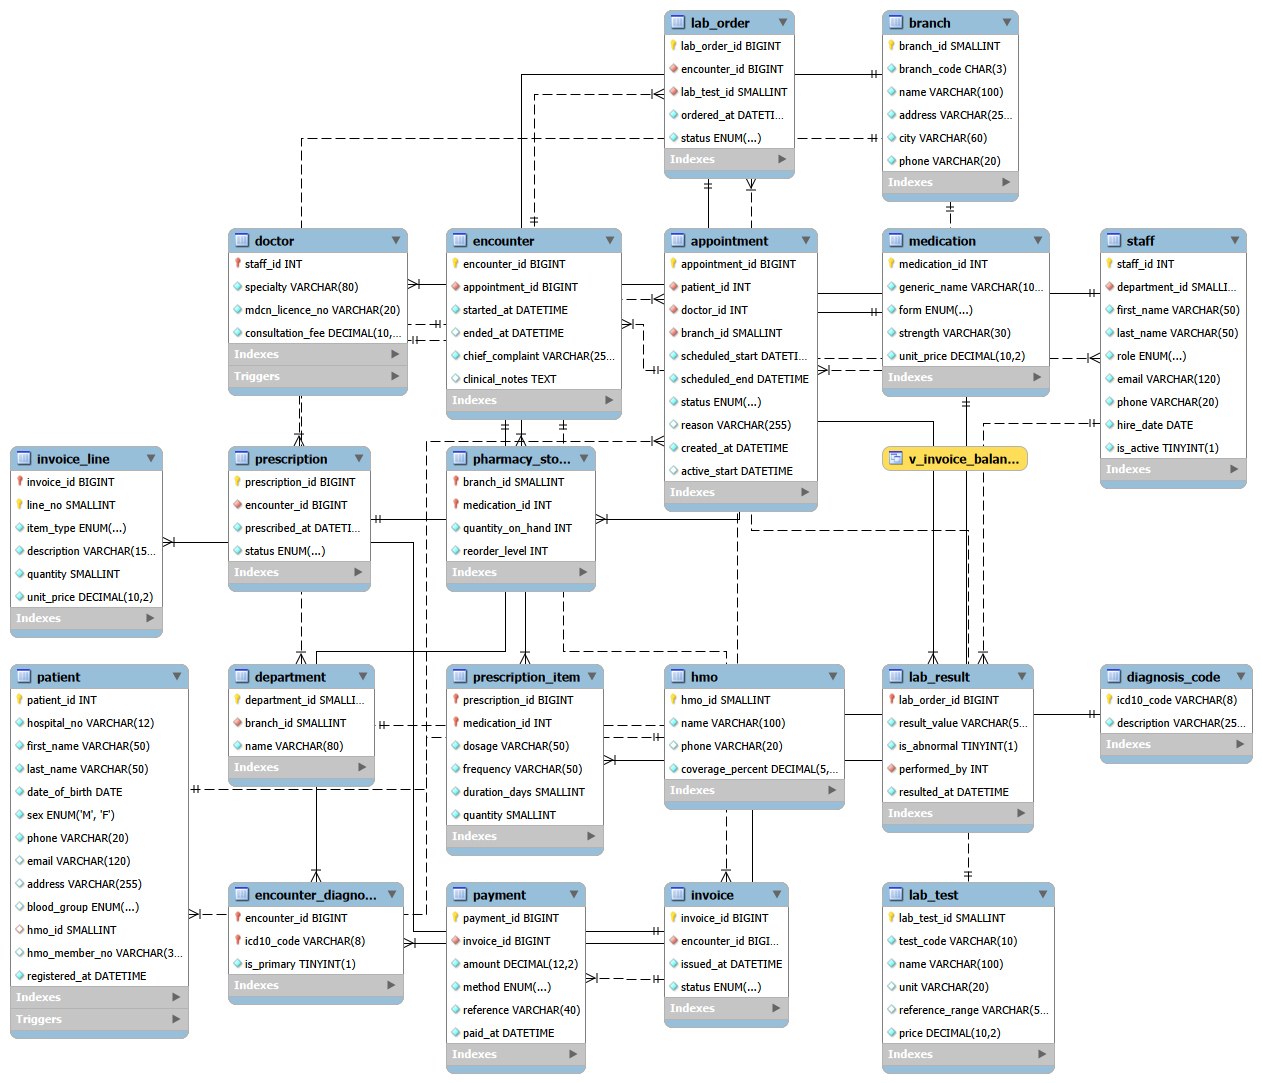 lab_order
lab_order_id BIGINT
encounter_id BIGINT
lab_test_id SMALLINT
ordered_at DATETI...
status ENUM(...)
Indexes
branch
branch_id SMALLINT
branch_code CHAR(3)
name VARCHAR(100)
address VARCHAR(25...
city VARCHAR(60)
phone VARCHAR(20)
Indexes
doctor
staff_id INT
specialty VARCHAR(80)
mdcn_licence_no VARCHAR(20)
consultation_fee DECIMAL(10,...
Indexes
Triggers
encounter
encounter_id BIGINT
appointment_id BIGINT
started_at DATETIME
ended_at DATETIME
chief_complaint VARCHAR(25...
clinical_notes TEXT
Indexes
appointment
appointment_id BIGINT
patient_id INT
doctor_id INT
branch_id SMALLINT
scheduled_start DATETI...
scheduled_end DATETIME
status ENUM(...)
reason VARCHAR(255)
created_at DATETIME
active_start DATETIME
Indexes
medication
medication_id INT
generic_name VARCHAR(10...
form ENUM(...)
strength VARCHAR(30)
unit_price DECIMAL(10,2)
Indexes
staff
staff_id INT
department_id SMALLI...
first_name VARCHAR(50)
last_name VARCHAR(50)
role ENUM(...)
email VARCHAR(120)
phone VARCHAR(20)
hire_date DATE
is_active TINYINT(1)
Indexes
invoice_line
invoice_id BIGINT
line_no SMALLINT
item_type ENUM(...)
description VARCHAR(15...
quantity SMALLINT
unit_price DECIMAL(10,2)
Indexes
prescription
prescription_id BIGINT
encounter_id BIGINT
prescribed_at DATETI...
status ENUM(...)
Indexes
pharmacy_sto...
branch_id SMALLINT
medication_id INT
quantity_on_hand INT
reorder_level INT
Indexes
v_invoice_balan...
patient
patient_id INT
hospital_no VARCHAR(12)
first_name VARCHAR(50)
last_name VARCHAR(50)
date_of_birth DATE
sex ENUM('M', 'F')
phone VARCHAR(20)
email VARCHAR(120)
address VARCHAR(255)
blood_group ENUM(...)
hmo_id SMALLINT
hmo_member_no VARCHAR(3...
registered_at DATETIME
Indexes
Triggers
department
department_id SMALLI...
branch_id SMALLINT
name VARCHAR(80)
Indexes
prescription_item
prescription_id BIGINT
medication_id INT
dosage VARCHAR(50)
frequency VARCHAR(50)
duration_days SMALLINT
quantity SMALLINT
Indexes
hmo
hmo_id SMALLINT
name VARCHAR(100)
phone VARCHAR(20)
coverage_percent DECIMAL(5,...
Indexes
lab_result
lab_order_id BIGINT
result_value VARCHAR(5...
is_abnormal TINYINT(1)
performed_by INT
resulted_at DATETIME
Indexes
diagnosis_code
icd10_code VARCHAR(8)
description VARCHAR(25...
Indexes
encounter_diagno...
encounter_id BIGINT
icd10_code VARCHAR(8)
is_primary TINYINT(1)
Indexes
payment
payment_id BIGINT
invoice_id BIGINT
amount DECIMAL(12,2)
method ENUM(...)
reference VARCHAR(40)
paid_at DATETIME
Indexes
invoice
invoice_id BIGINT
encounter_id BIGI...
issued_at DATETIME
status ENUM(...)
Indexes
lab_test
lab_test_id SMALLINT
test_code VARCHAR(10)
name VARCHAR(100)
unit VARCHAR(20)
reference_range VARCHAR(5...
price DECIMAL(10,2)
Indexes